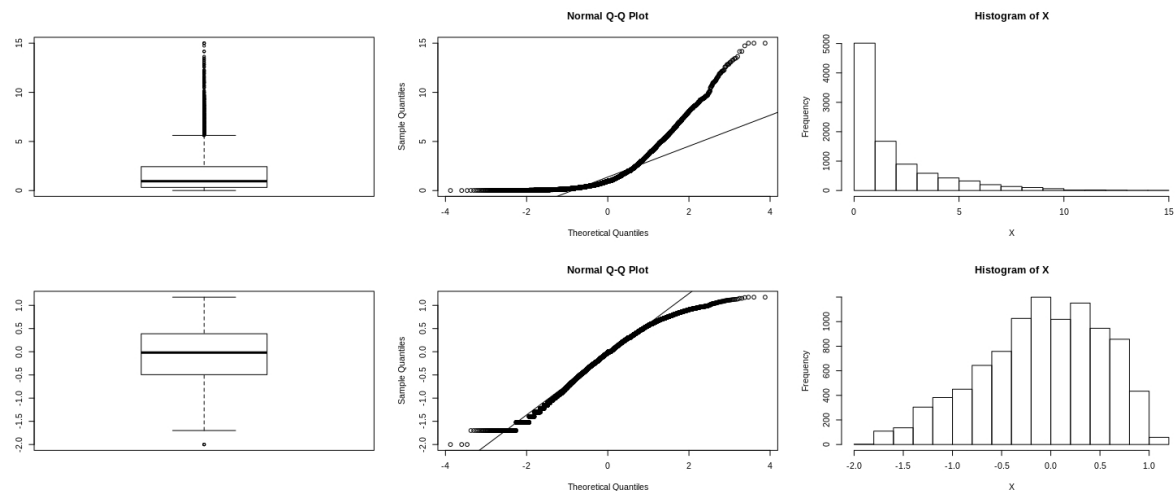 Normal Q-Q Plot
Histogram of X
0 5 10 15
Sample Quantiles
0 5 10 15
-4 -2 0 2 4
Theoretical Quantiles
Frequency
0 1000 2000 3000 4000 5000
0 5 10 15
X
Normal Q-Q Plot
Histogram of X
-2.0 -1.5 -1.0 -0.5 0.0 0.5 1.0
Sample Quantiles
-2.0 -1.5 -1.0 -0.5 0.0 0.5 1.0
-4 -2 0 2 4
Theoretical Quantiles
Frequency
0 200 400 600 800 1000
-2.0 -1.5 -1.0 -0.5 0.0 0.5 1.0
X